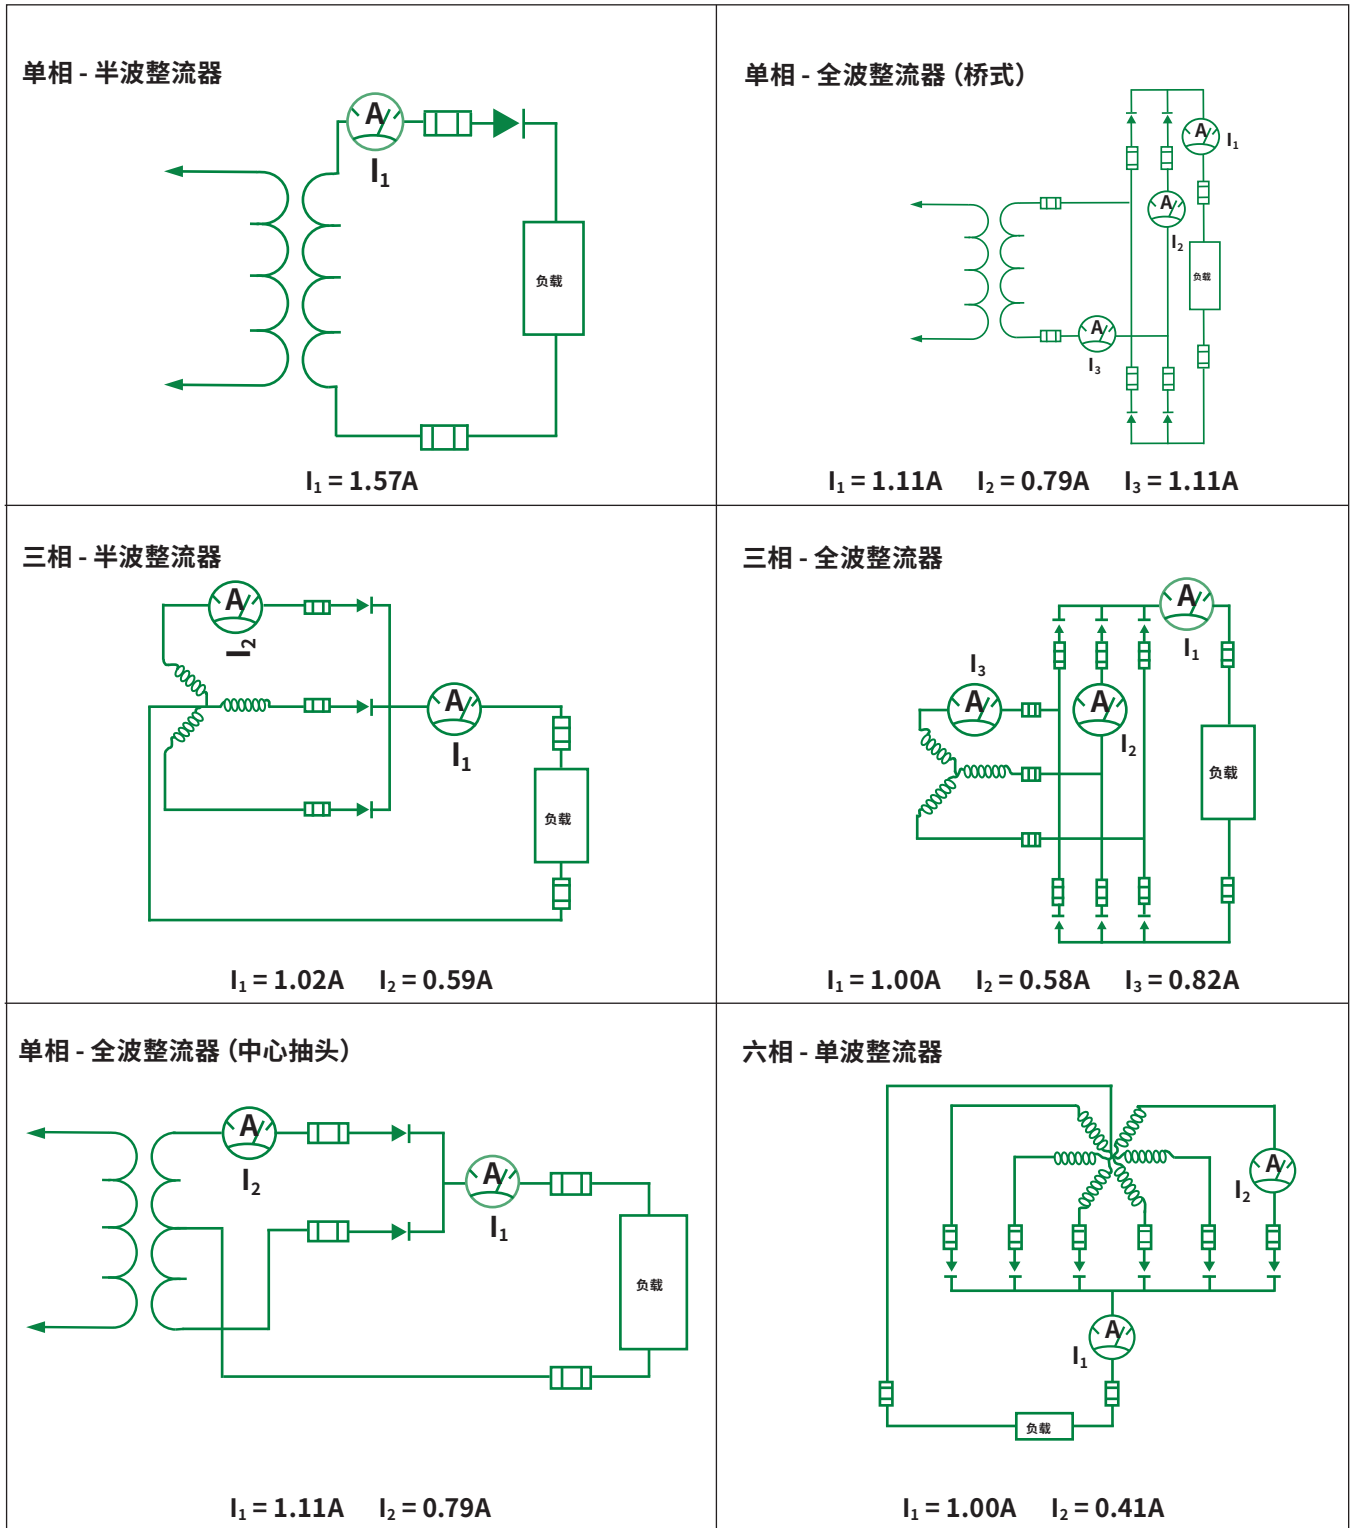 单相 - 半波整流器
A
I1
负载
I1 = 1.57A
单相 - 全波整流器（桥式）
A
I1
A
I2
负载
A
I3
I1 = 1.11A I2 = 0.79A I3 = 1.11A
三相 - 半波整流器
A
I2
A
I1
负载
I1 = 1.02A I2 = 0.59A
三相 - 全波整流器
A
I1
I3
A
A
I2
负载
I1 = 1.00A I2 = 0.58A I3 = 0.82A
单相 - 全波整流器（中心抽头）
A
I2
A
I1
负载
I1 = 1.11A I2 = 0.79A
六相 - 单波整流器
A
I2
A
I1
负载
I1 = 1.00A I2 = 0.41A